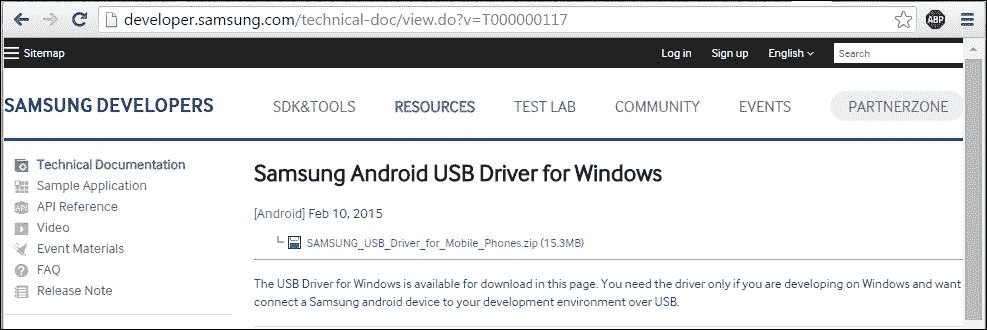 developer.samsung.com/technical-doc/view.do?v=T000000117
ABP
Sitemap
Log in Sign up English Search
SAMSUNG DEVELOPERS SDK&TOOLS RESOURCES TEST LAB COMMUNITY EVENTS PARTNERZONE
Technical Documentation
Sample Application
API Reference
Video
Event Materials
FAQ
Release Note
Samsung Android USB Driver for Windows
[Android] Feb 10, 2015
SAMSUNG_USB_Driver_for_Mobile_Phones.zip (15.3MB)
The USB Driver for Windows is available for download in this page. You need the driver only if you are developing on Windows and want
connect a Samsung android device to your development environment over USB.